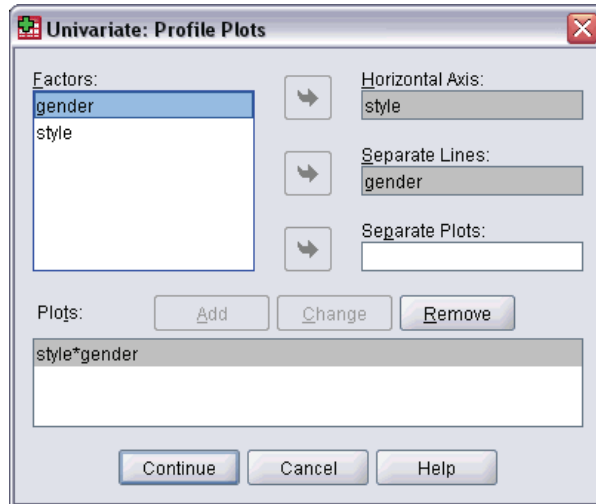 Univariate: Profile Plots
Factors:
gender
style
Horizontal Axis:
style
Separate Lines:
gender
Separate Plots:
Plots:
Add
Change
Remove
style*gender
Continue
Cancel
Help